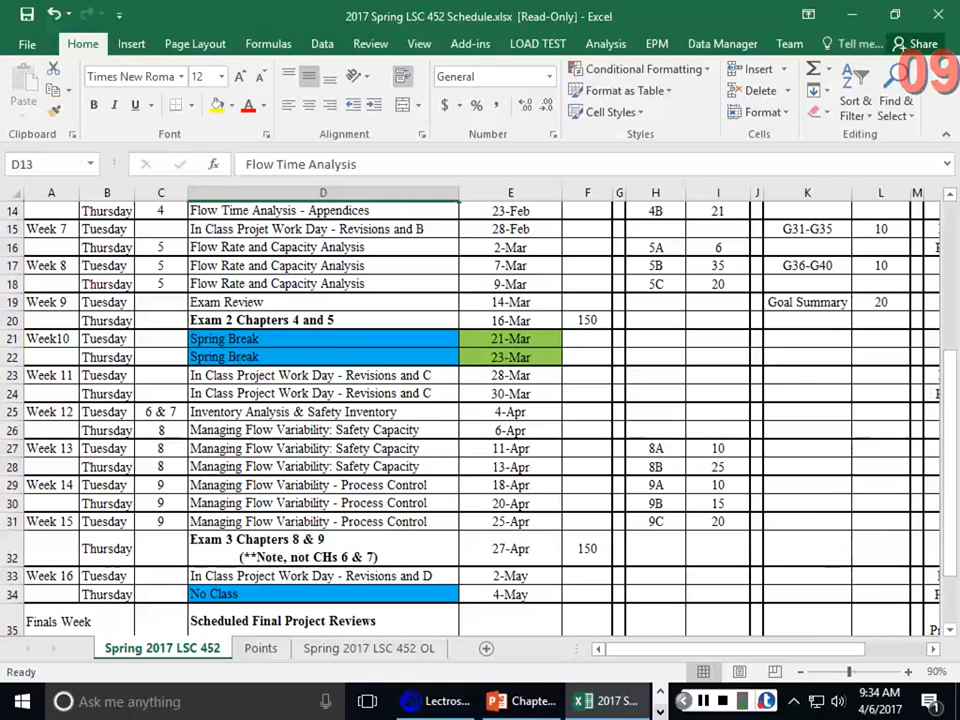 2017 Spring LSC 452 Schedule.xlsx [Read-Only] - Excel
File Home Insert Page Layout Formulas Data Review View Add-ins LOAD TEST Analysis EPM Data Manager Team Tell me... Share
09
Paste
Times New Roma 12 A A
B I U A
General
$ % ,
Conditional Formatting
Format as Table
Cell Styles
Insert
Delete
Format
Sort & Filter
Find & Select
Clipboard Font Alignment Number Styles Cells Editing
D13 fx Flow Time Analysis
A B C D E F G H I J K L M
14 Thursday 4 Flow Time Analysis - Appendices 23-Feb 4B 21
15 Week 7 Tuesday In Class Projet Work Day - Revisions and B 28-Feb G31-G35 10
16 Thursday 5 Flow Rate and Capacity Analysis 2-Mar 5A 6
17 Week 8 Tuesday 5 Flow Rate and Capacity Analysis 7-Mar 5B 35 G36-G40 10
18 Thursday 5 Flow Rate and Capacity Analysis 9-Mar 5C 20
19 Week 9 Tuesday Exam Review 14-Mar Goal Summary 20
20 Thursday Exam 2 Chapters 4 and 5 16-Mar 150
21 Week10 Tuesday Spring Break 21-Mar
22 Thursday Spring Break 23-Mar
23 Week 11 Tuesday In Class Project Work Day - Revisions and C 28-Mar
24 Thursday In Class Project Work Day - Revisions and C 30-Mar
25 Week 12 Tuesday 6 & 7 Inventory Analysis & Safety Inventory 4-Apr
26 Thursday 8 Managing Flow Variability: Safety Capacity 6-Apr
27 Week 13 Tuesday 8 Managing Flow Variability: Safety Capacity 11-Apr 8A 10
28 Thursday 8 Managing Flow Variability: Safety Capacity 13-Apr 8B 25
29 Week 14 Tuesday 9 Managing Flow Variability - Process Control 18-Apr 9A 10
30 Thursday 9 Managing Flow Variability - Process Control 20-Apr 9B 15
31 Week 15 Tuesday 9 Managing Flow Variability - Process Control 25-Apr 9C 20
32 Thursday Exam 3 Chapters 8 & 9 27-Apr 150
(**Note, not CHs 6 & 7)
33 Week 16 Tuesday In Class Project Work Day - Revisions and D 2-May
34 Thursday No Class 4-May
35 Finals Week Scheduled Final Project Reviews
Spring 2017 LSC 452 Points Spring 2017 LSC 452 OL
Ready 90%
Ask me anything Lectros... Chapte... 2017 S... 9:34 AM
4/6/2017